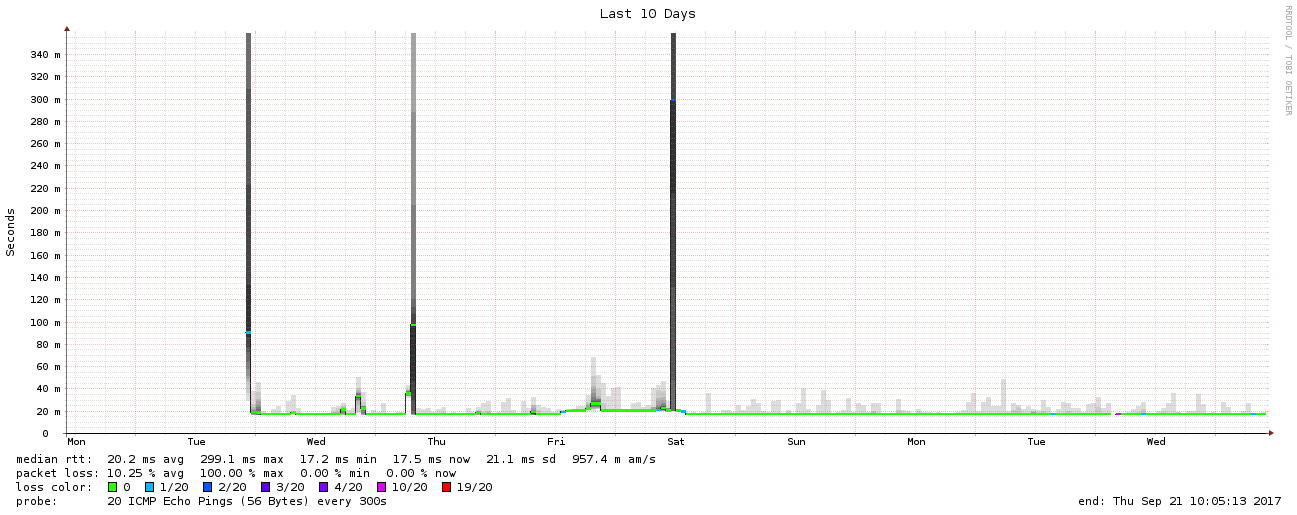 Last 10 Days
RRDTOOL / TOBI OETIKER
Seconds
340 m
320 m
300 m
280 m
260 m
240 m
220 m
200 m
180 m
160 m
140 m
120 m
100 m
80 m
60 m
40 m
20 m
0
Mon Tue Wed Thu Fri Sat Sun Mon Tue Wed
median rtt: 20.2 ms avg 299.1 ms max 17.2 ms min 17.5 ms now 21.1 ms sd 957.4 m am/s
packet loss: 10.25 % avg 100.00 % max 0.00 % min 0.00 % now
loss color: 0 1/20 2/20 3/20 4/20 10/20 19/20
probe: 20 ICMP Echo Pings (56 Bytes) every 300s end: Thu Sep 21 10:05:13 2017